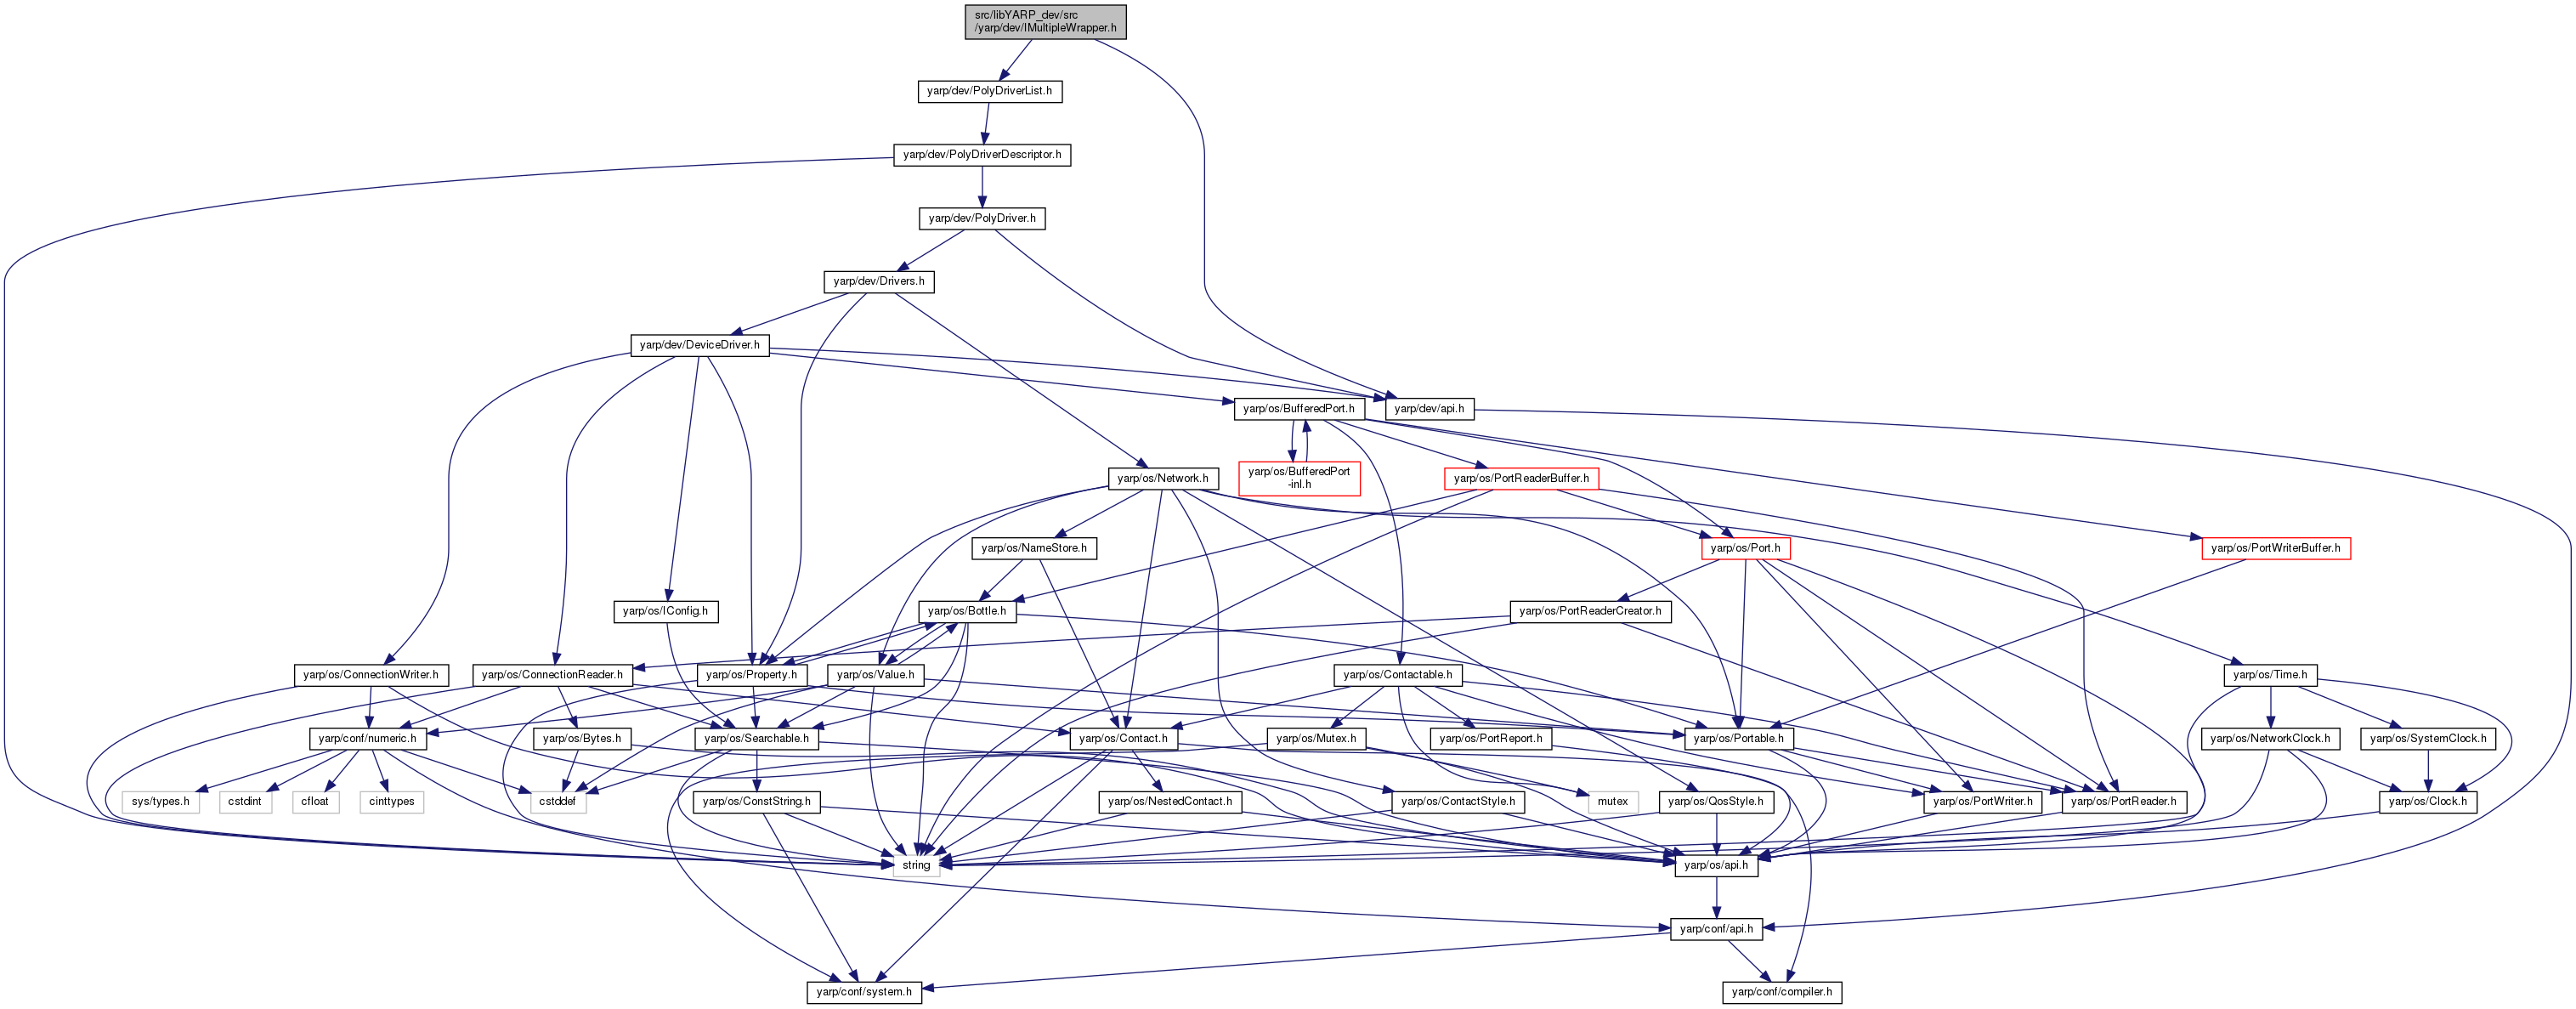 src/libYARP_dev/src
/yarp/dev/IMultipleWrapper.h
yarp/dev/PolyDriverList.h
yarp/dev/PolyDriverDescriptor.h
yarp/dev/PolyDriver.h
yarp/dev/Drivers.h
yarp/dev/DeviceDriver.h
yarp/os/BufferedPort.h
yarp/dev/api.h
yarp/os/Network.h
yarp/os/BufferedPort
-inl.h
yarp/os/PortReaderBuffer.h
yarp/os/NameStore.h
yarp/os/Port.h
yarp/os/PortWriterBuffer.h
yarp/os/IConfig.h
yarp/os/Bottle.h
yarp/os/PortReaderCreator.h
yarp/os/ConnectionWriter.h
yarp/os/ConnectionReader.h
yarp/os/Property.h
yarp/os/Value.h
yarp/os/Contactable.h
yarp/os/Time.h
yarp/conf/numeric.h
yarp/os/Bytes.h
yarp/os/Searchable.h
yarp/os/Contact.h
yarp/os/Mutex.h
yarp/os/PortReport.h
yarp/os/Portable.h
yarp/os/NetworkClock.h
yarp/os/SystemClock.h
sys/types.h
cstdint
cfloat
cinttypes
cstddef
yarp/os/ConstString.h
yarp/os/NestedContact.h
yarp/os/ContactStyle.h
mutex
yarp/os/QosStyle.h
yarp/os/PortWriter.h
yarp/os/PortReader.h
yarp/os/Clock.h
string
yarp/os/api.h
yarp/conf/api.h
yarp/conf/system.h
yarp/conf/compiler.h